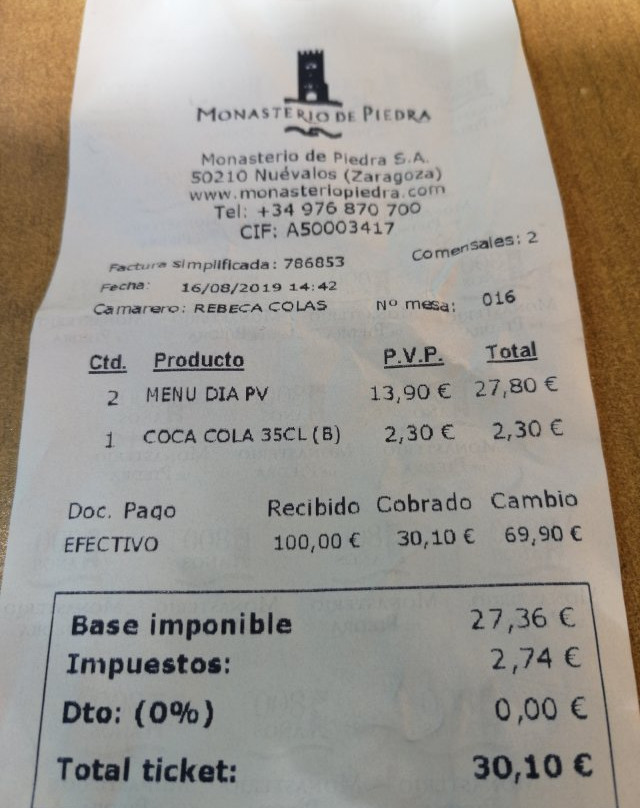 MONASTERIO DE PIEDRA
Monasterio de Piedra S.A.
50210 Nuévalos (Zaragoza)
www.monasteriopiedra.com
Tel: +34 976 870 700
CIF: A50003417
Factura simplificada: 786853 Comensales: 2
Fecha: 16/08/2019 14:42
Camarero: REBECA COLAS Nº mesa: 016
Ctd. Producto P.V.P. Total
2 MENU DIA PV 13,90 € 27,80 €
1 COCA COLA 35CL (B) 2,30 € 2,30 €
Doc. Pago Recibido Cobrado Cambio
EFECTIVO 100,00 € 30,10 € 69,90 €
Base imponible 27,36 €
Impuestos: 2,74 €
Dto: (0%) 0,00 €
Total ticket: 30,10 €